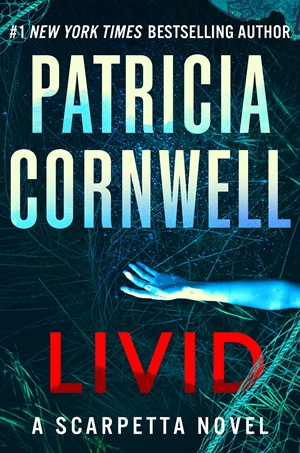 #1 NEW YORK TIMES BESTSELLING AUTHOR
PATRICIA
CORNWELL
LIVID
A SCARPETTA NOVEL